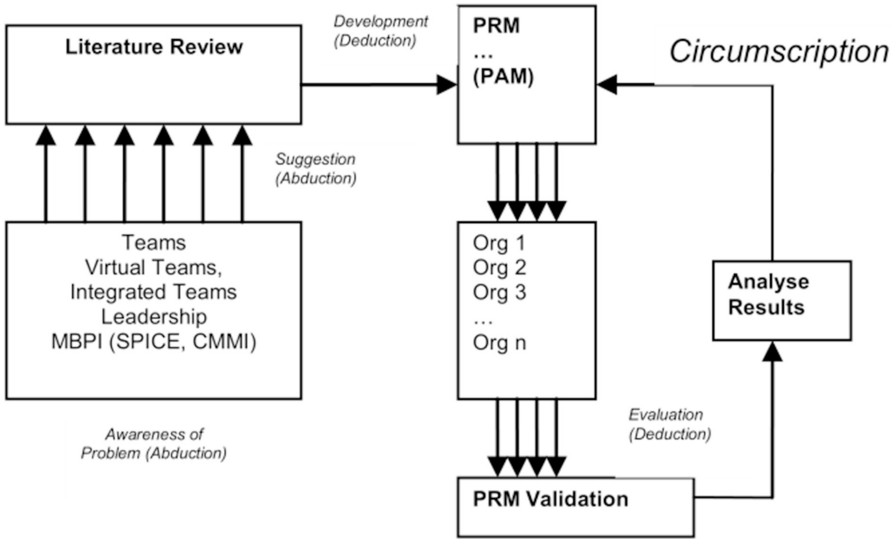 Literature Review
Development
(Deduction)
PRM
…
(PAM)
Circumscription
Suggestion
(Abduction)
Teams
Virtual Teams,
Integrated Teams
Leadership
MBPI (SPICE, CMMI)
Awareness of
Problem (Abduction)
Org 1
Org 2
Org 3
…
Org n
Analyse
Results
Evaluation
(Deduction)
PRM Validation